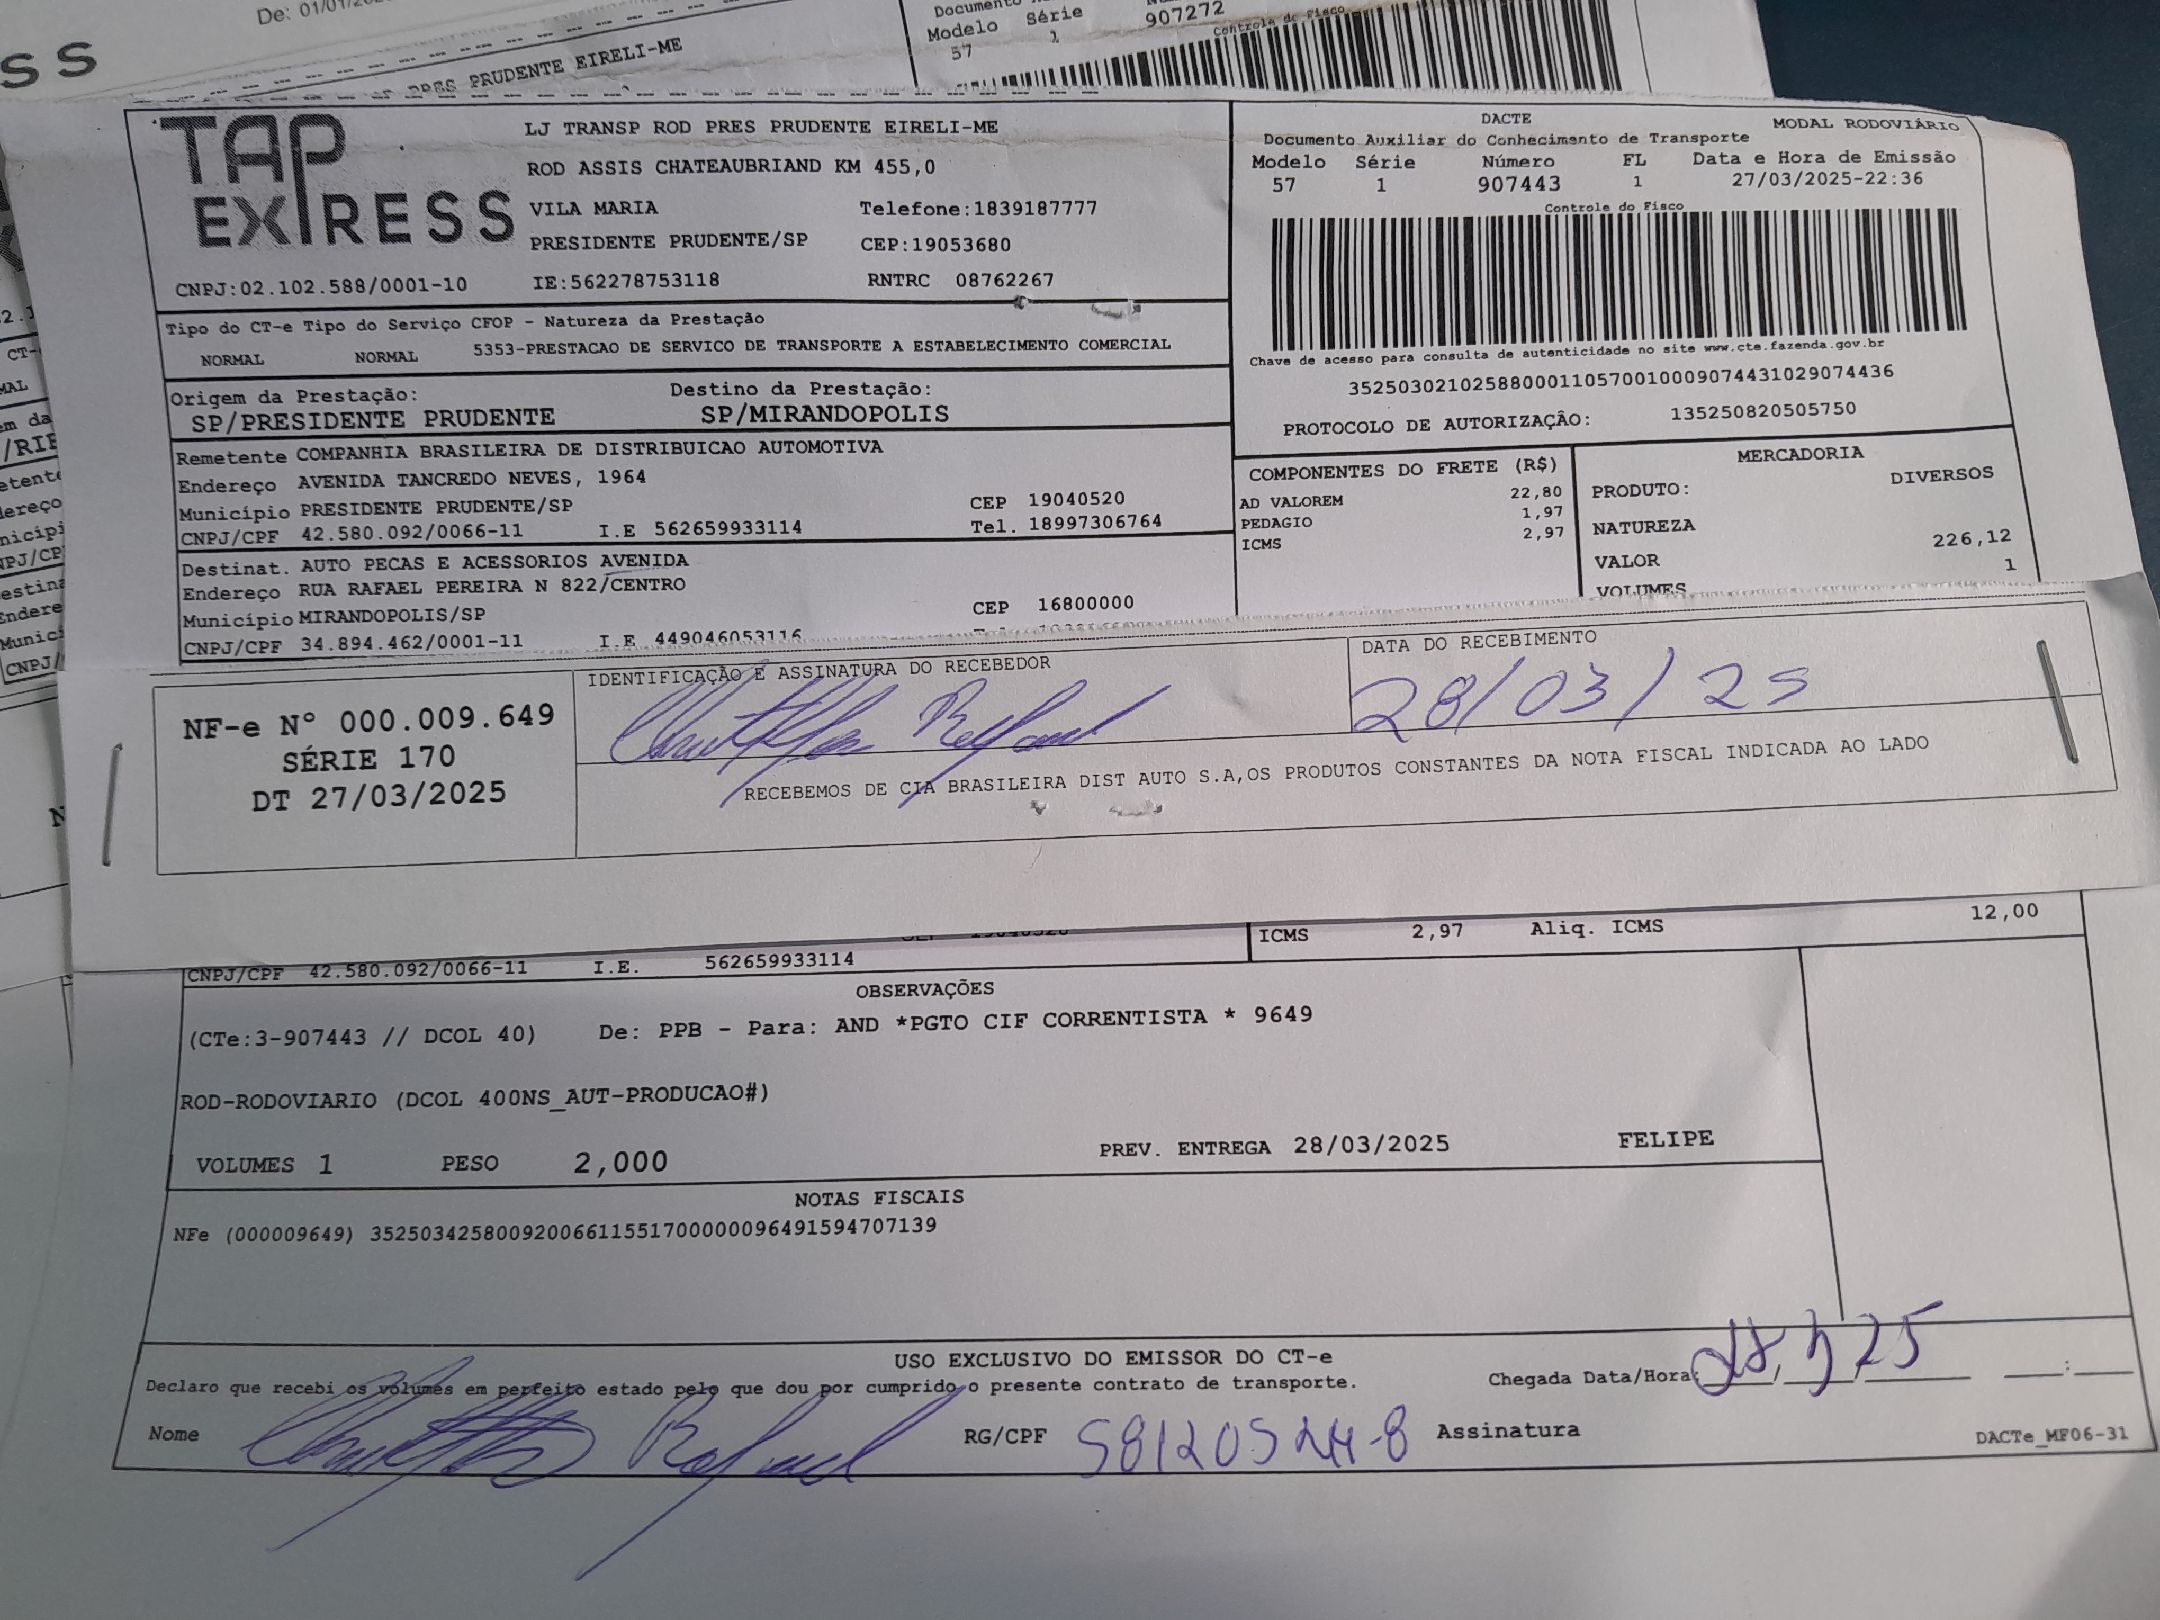 De: 01/01/
SS
PRES PRUDENTE EIRELI-ME
Modelo Série
57 1 907272
Controle do Fisco
TAP EXPRESS
LJ TRANSP ROD PRES PRUDENTE EIRELI-ME
ROD ASSIS CHATEAUBRIAND KM 455,0
VILA MARIA Telefone:1839187777
PRESIDENTE PRUDENTE/SP CEP:19053680
CNPJ:02.102.588/0001-10 IE:562278753118 RNTRC 08762267
DACTE
Documento Auxiliar do Conhecimento de Transporte MODAL RODOVIÁRIO
Modelo Série Número FL Data e Hora de Emissão
57 1 907443 1 27/03/2025-22:36
Controle do Fisco
Chave de acesso para consulta de autenticidade no site www.cte.fazenda.gov.br
35250302102588000110570010009074431029074436
PROTOCOLO DE AUTORIZAÇÃO: 135250820505750
Tipo do CT-e Tipo do Serviço CFOP - Natureza da Prestação
NORMAL NORMAL 5353-PRESTACAO DE SERVICO DE TRANSPORTE A ESTABELECIMENTO COMERCIAL
Origem da Prestação: Destino da Prestação:
SP/PRESIDENTE PRUDENTE SP/MIRANDOPOLIS
Remetente COMPANHIA BRASILEIRA DE DISTRIBUICAO AUTOMOTIVA
Endereço AVENIDA TANCREDO NEVES, 1964
Município PRESIDENTE PRUDENTE/SP CEP 19040520
CNPJ/CPF 42.580.092/0066-11 I.E 562659933114 Tel. 18997306764
Destinat. AUTO PECAS E ACESSORIOS AVENIDA
Endereço RUA RAFAEL PEREIRA N 822/CENTRO
Município MIRANDOPOLIS/SP CEP 16800000
CNPJ/CPF 34.894.462/0001-11 I.E 449046053116
COMPONENTES DO FRETE (R$)
AD VALOREM 22,80
PEDAGIO 1,97
ICMS 2,97
MERCADORIA
PRODUTO: DIVERSOS
NATUREZA
VALOR 226,12
VOLUMES 1
NF-e Nº 000.009.649
SÉRIE 170
DT 27/03/2025
IDENTIFICAÇÃO E ASSINATURA DO RECEBEDOR
DATA DO RECEBIMENTO
28/03/25
RECEBEMOS DE CIA BRASILEIRA DIST AUTO S.A,OS PRODUTOS CONSTANTES DA NOTA FISCAL INDICADA AO LADO
ICMS 2,97 Aliq. ICMS 12,00
CNPJ/CPF 42.580.092/0066-11 I.E. 562659933114
OBSERVAÇÕES
(CTe:3-907443 // DCOL 40) De: PPB - Para: AND *PGTO CIF CORRENTISTA * 9649
ROD-RODOVIARIO (DCOL 400NS_AUT-PRODUCAO#)
VOLUMES 1 PESO 2,000 PREV. ENTREGA 28/03/2025 FELIPE
NOTAS FISCAIS
NFe (000009649) 35250342580092006611551700000096491594707139
USO EXCLUSIVO DO EMISSOR DO CT-e
Declaro que recebi os volumes em perfeito estado pelo que dou por cumprido o presente contrato de transporte.
Chegada Data/Hora:
Nome RG/CPF Assinatura
DACTe_MF06-31